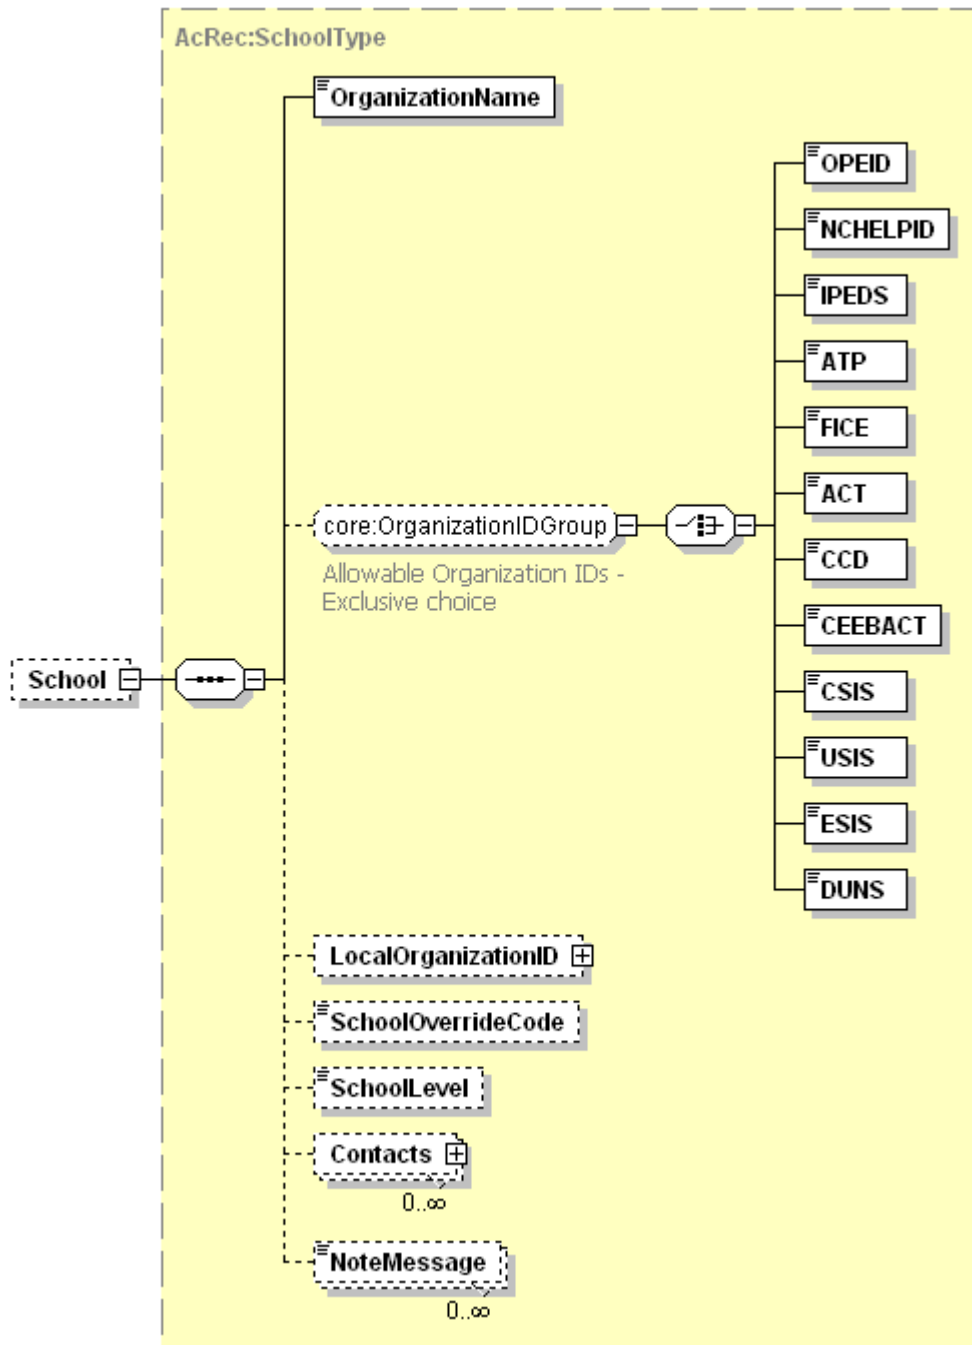 AcRec:SchoolType
OrganizationName
OPEID
NCHELPID
IPEDS
ATP
FICE
ACT
core:OrganizationIDGroup
Allowable Organization IDs -
Exclusive choice
CCD
CEEBACT
School
CSIS
USIS
ESIS
DUNS
LocalOrganizationID
SchoolOverrideCode
SchoolLevel
Contacts
0..∞
NoteMessage
0..∞